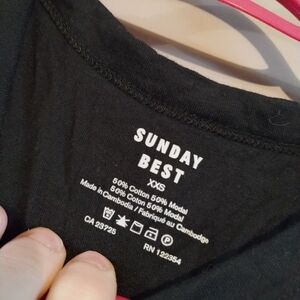 SUNDAY
BEST
XXS
50% Cotton 50% Modal
50% Coton 50% Modal
Made in Cambodia / Fabriqué au Cambodge
CA 23725
RN 122354